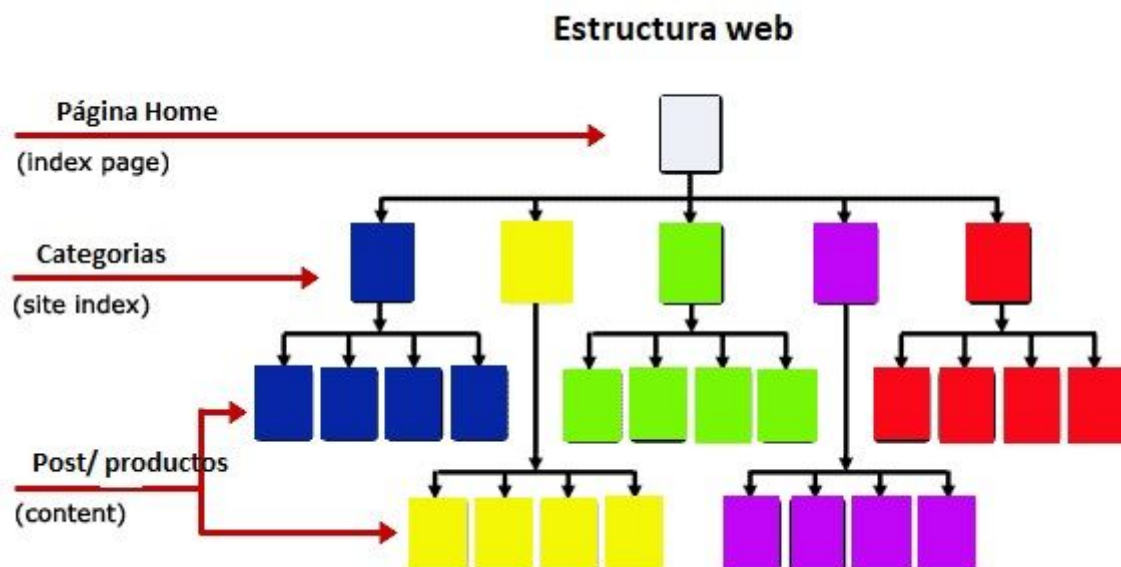 Estructura web
Página Home
(index page)
Categorias
(site index)
Post/ productos
(content)